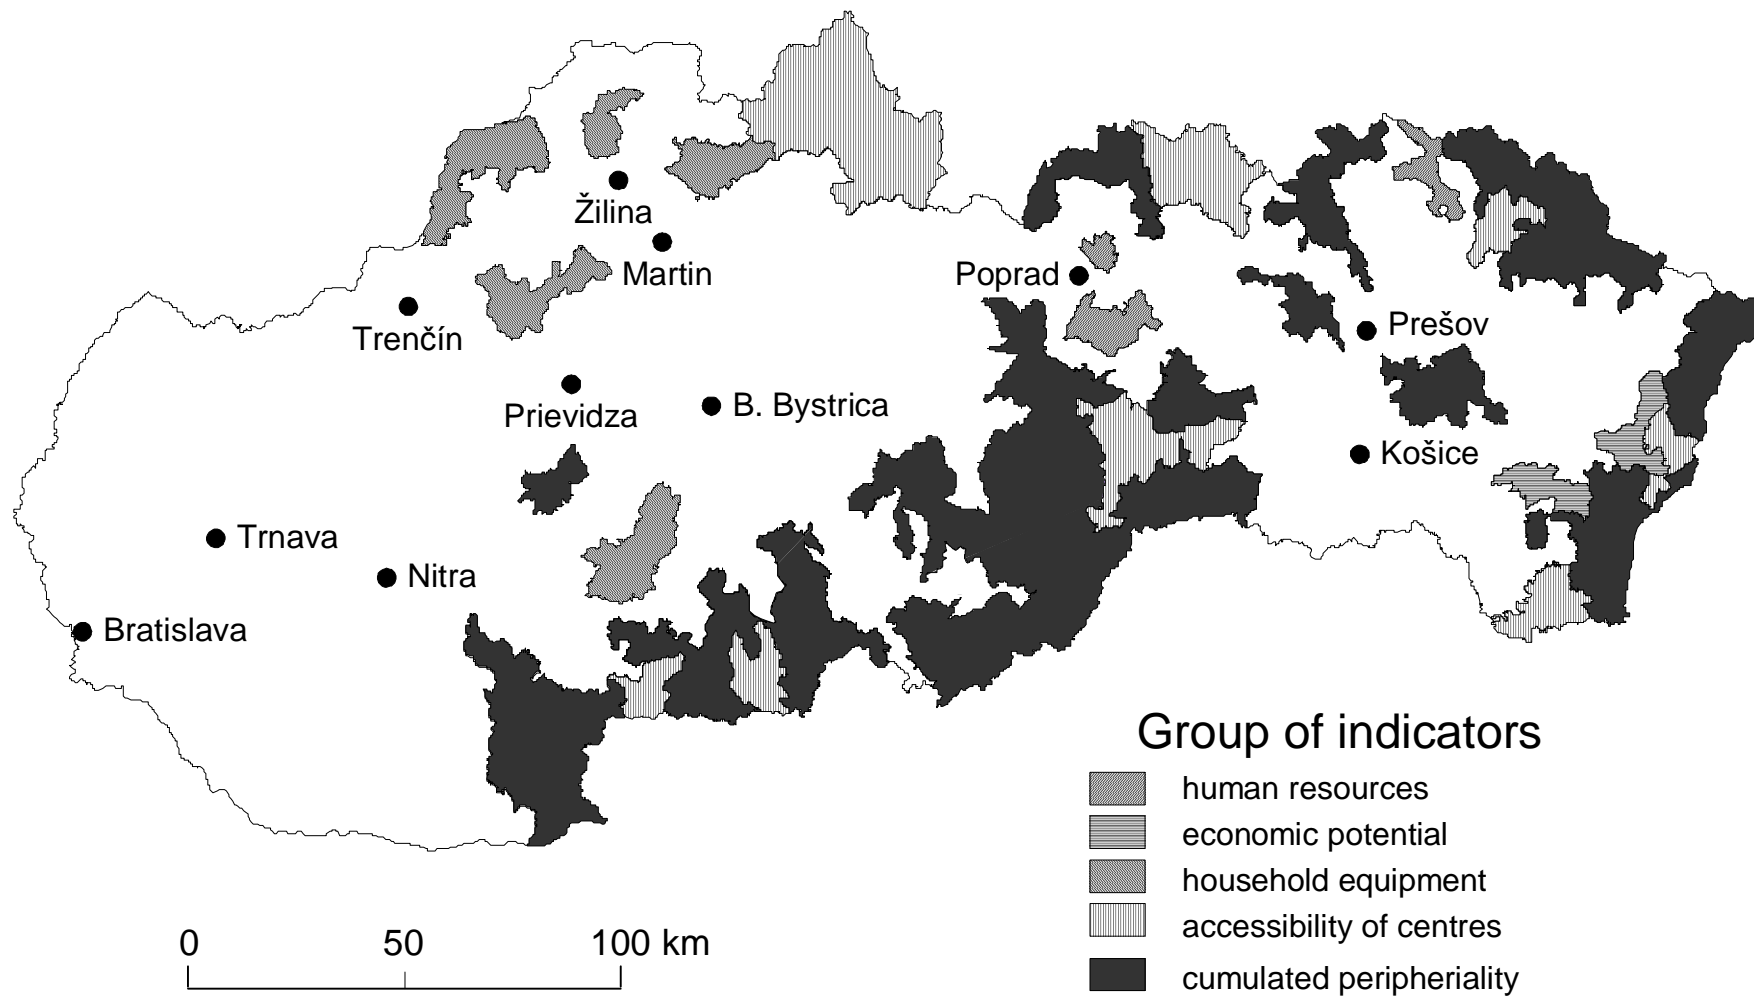 Žilina
Martin
Poprad
Trenčín
Prešov
Prievidza
B. Bystrica
Košice
Trnava
Nitra
Bratislava
Group of indicators
human resources
economic potential
household equipment
accessibility of centres
cumulated peripheriality
0 50 100 km